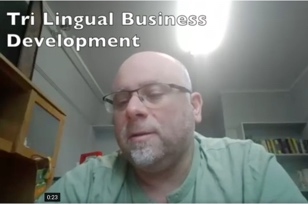 Tri Lingual Business
Development
0:23